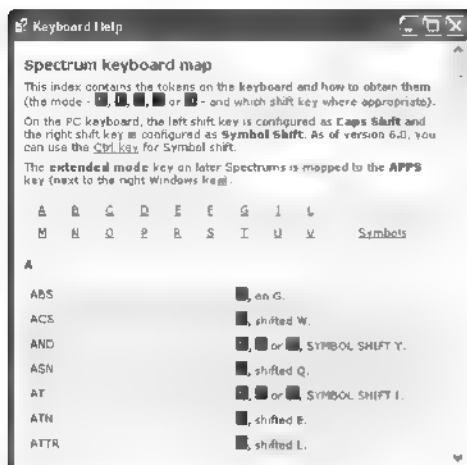 Keyboard Help
Spectrum keyboard map
This index contains the tokens on the keyboard and how to obtain them
(the mode - , , , or - and which shift key where appropriate).
On the PC keyboard, the left shift key is configured as Caps Shift and
the right shift key is configured as Symbol Shift. As of version 6.0, you
can use the Ctrl key for Symbol shift.
The extended mode key on later Spectrums is mapped to the APPS
key (next to the right Windows key).
A B C D E F G I L
M N O P R S T U V Symbols
A
ABS , on G.
ACS , shifted W.
AND , or , SYMBOL SHIFT Y.
ASN , shifted Q.
AT , or , SYMBOL SHIFT I.
ATN , shifted E.
ATTR , shifted L.